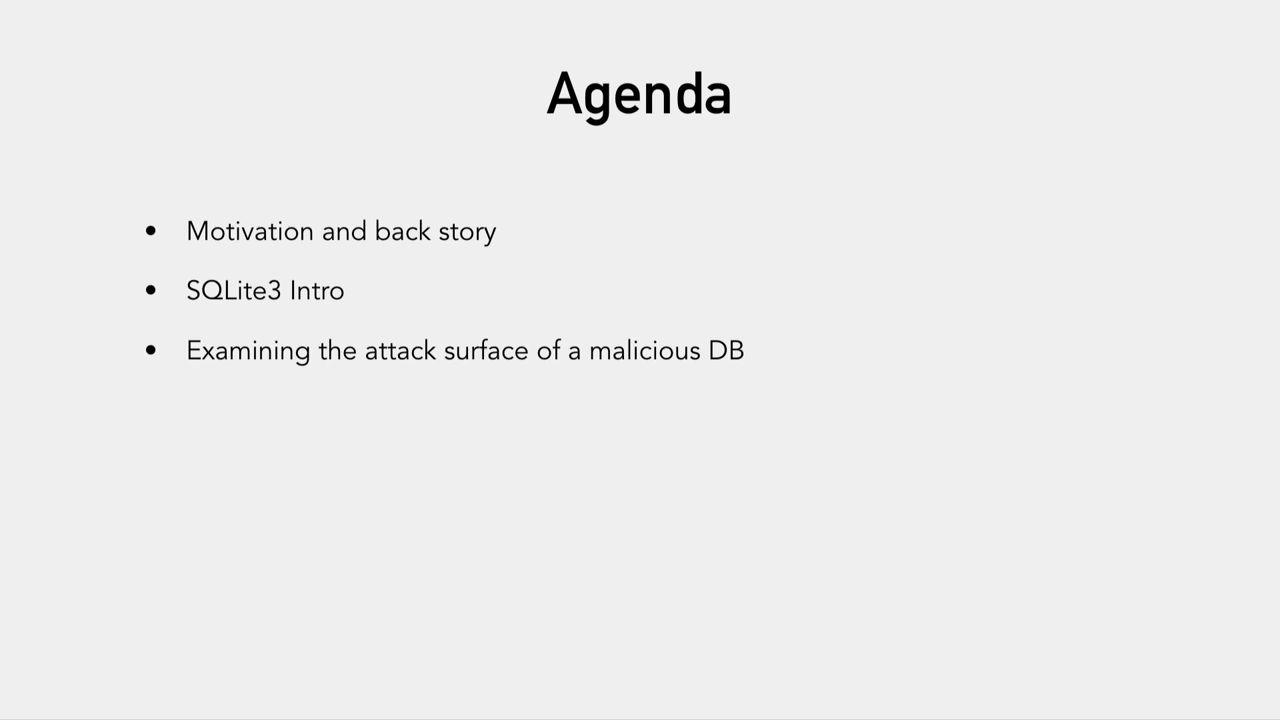 Agenda
• Motivation and back story
• SQLite3 Intro
• Examining the attack surface of a malicious DB